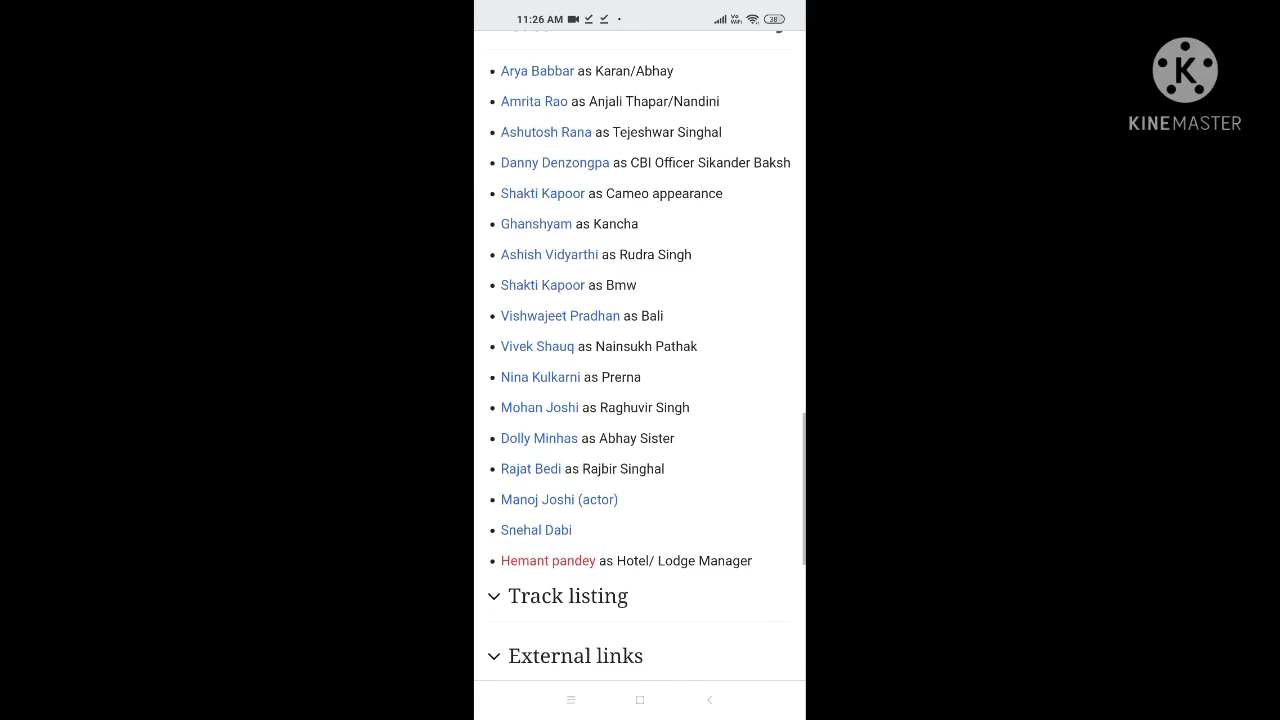 11:26 AM
Vo
WiFi
38
Arya Babbar as Karan/Abhay
Amrita Rao as Anjali Thapar/Nandini
Ashutosh Rana as Tejeshwar Singhal
Danny Denzongpa as CBI Officer Sikander Baksh
Shakti Kapoor as Cameo appearance
Ghanshyam as Kancha
Ashish Vidyarthi as Rudra Singh
Shakti Kapoor as Bmw
Vishwajeet Pradhan as Bali
Vivek Shauq as Nainsukh Pathak
Nina Kulkarni as Prerna
Mohan Joshi as Raghuvir Singh
Dolly Minhas as Abhay Sister
Rajat Bedi as Rajbir Singhal
Manoj Joshi (actor)
Snehal Dabi
Hemant pandey as Hotel/ Lodge Manager
Track listing
External links
K
KINEMASTER